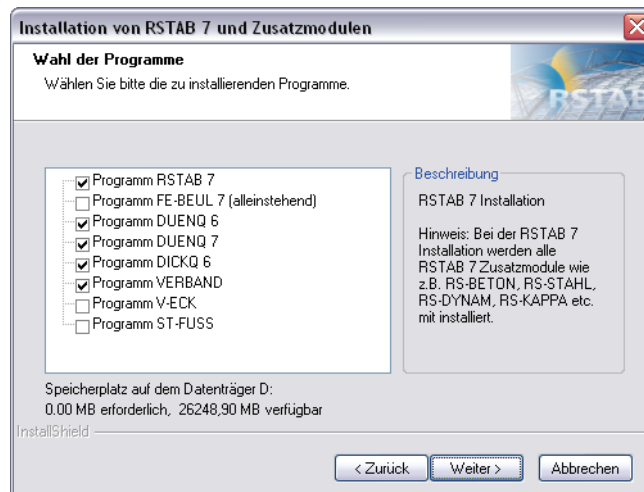 Installation von RSTAB 7 und Zusatzmodulen
Wahl der Programme
Wählen Sie bitte die zu installierenden Programme.
RSTAB
Programm RSTAB 7
Programm FE-BEUL 7 (alleinstehend)
Programm DUENQ 6
Programm DUENQ 7
Programm DICKQ 6
Programm VERBAND
Programm V-ECK
Programm ST-FUSS
Beschreibung
RSTAB 7 Installation
Hinweis: Bei der RSTAB 7
Installation werden alle
RSTAB 7 Zusatzmodule wie
z.B. RS-BETON, RS-STAHL,
RS-DYNAM, RS-KAPPA etc.
mit installiert.
Speicherplatz auf dem Datenträger D:
0.00 MB erforderlich, 26248,90 MB verfügbar
InstallShield
< Zurück
Weiter >
Abbrechen